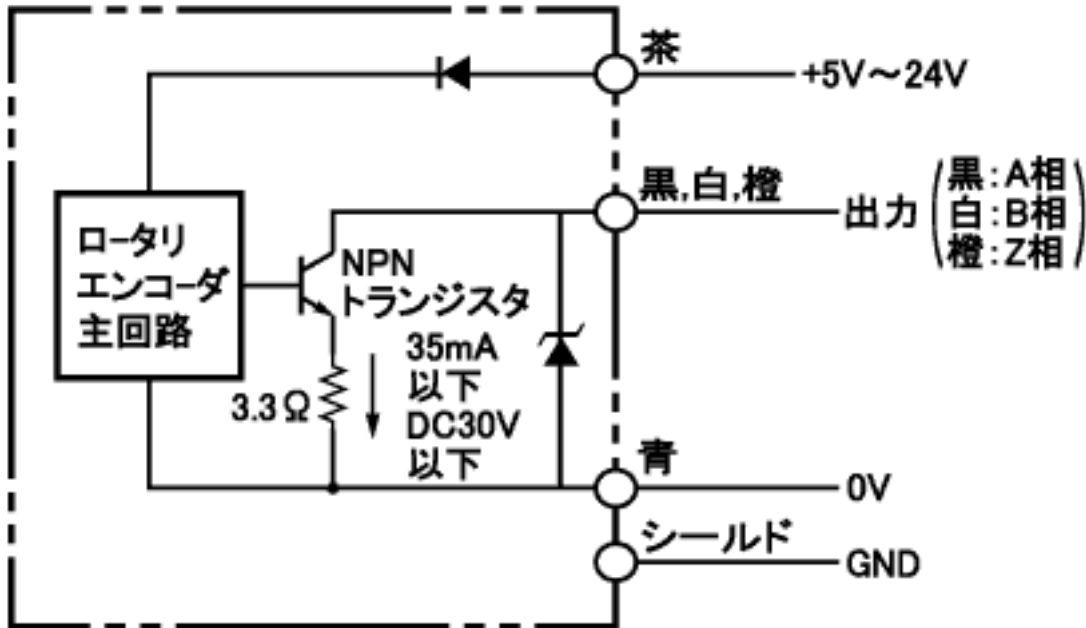 茶
+5V～24V
黒,白,橙
出力
黒:A相
白:B相
橙:Z相
ロータリ
エンコーダ
主回路
NPN
トランジスタ
35mA
以下
DC30V
以下
3.3Ω
青
0V
シールド
GND